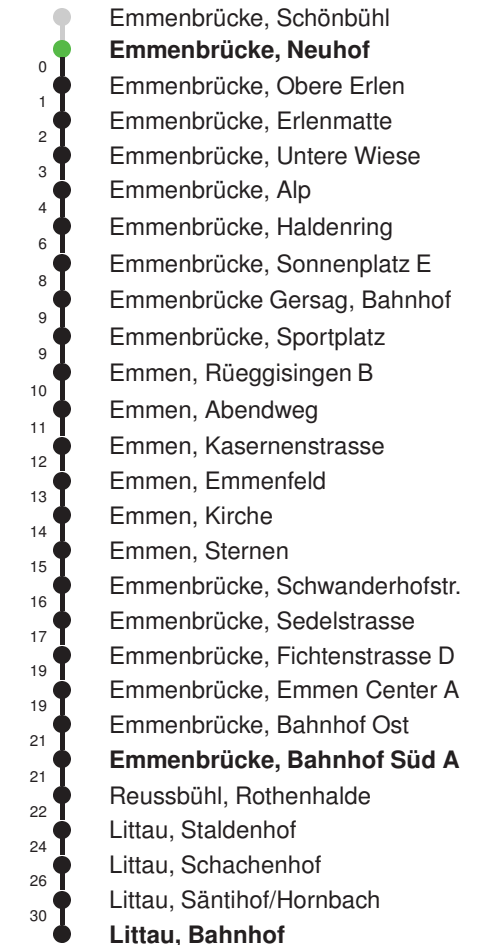 Emmenbrücke, Schönbühl
Emmenbrücke, Neuhof
0
Emmenbrücke, Obere Erlen
1
Emmenbrücke, Erlenmatte
2
Emmenbrücke, Untere Wiese
3
Emmenbrücke, Alp
4
Emmenbrücke, Haldenring
6
Emmenbrücke, Sonnenplatz E
8
Emmenbrücke Gersag, Bahnhof
9
Emmenbrücke, Sportplatz
9
Emmen, Rüeggisingen B
10
Emmen, Abendweg
11
Emmen, Kasernenstrasse
12
Emmen, Emmenfeld
13
Emmen, Kirche
14
Emmen, Sternen
15
Emmenbrücke, Schwanderhofstr.
16
Emmenbrücke, Sedelstrasse
17
Emmenbrücke, Fichtenstrasse D
19
Emmenbrücke, Emmen Center A
19
Emmenbrücke, Bahnhof Ost
21
Emmenbrücke, Bahnhof Süd A
21
Reussbühl, Rothenhalde
22
Littau, Staldenhof
24
Littau, Schachenhof
26
Littau, Säntihof/Hornbach
30
Littau, Bahnhof